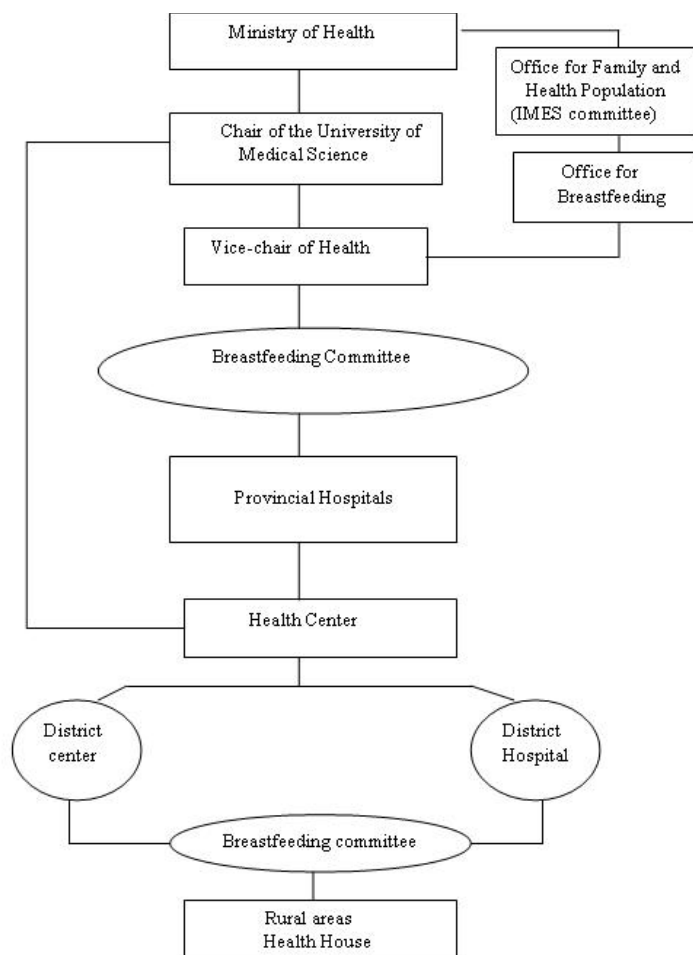 Ministry of Health
Office for Family and
Health Population
(IMES committee)
Chair of the University of
Medical Science
Office for
Breastfeeding
Vice-chair of Health
Breastfeeding Committee
Provincial Hospitals
Health Center
District
center
District
Hospital
Breastfeeding committee
Rural areas
Health House